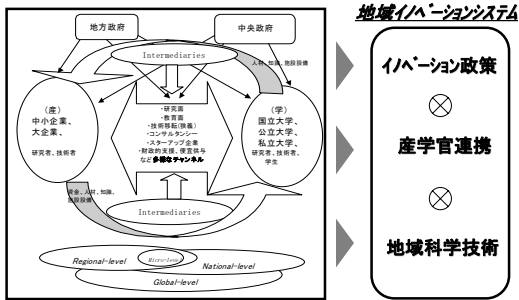 地域イノベーションシステム
地方政府
中央政府
Intermediaries
人材、知識、施設設備
(産)
中小企業、
大企業、
研究者、技術者
・研究面
・教育面
・技術移転(狭義)
・コンサルタンシー
・スタートアップ企業
・財政的支援、便宜供与
など多様なチャンネル
(学)
国立大学、
公立大学、
私立大学、
研究者、技術者、
学生
資金、人材、知識、
施設設備
Intermediaries
Regional-level
Micro-level
National-level
Global-level
イノベーション政策
産学官連携
地域科学技術